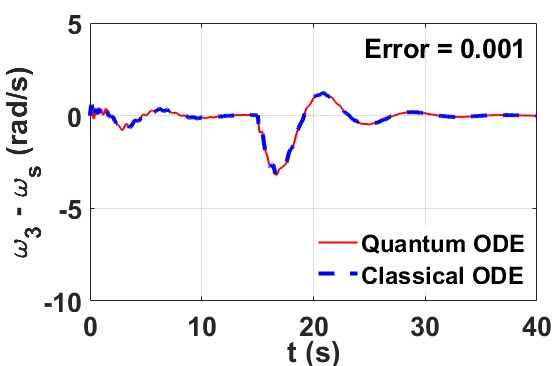 5
Error = 0.001
0
-5
-10
ω3 - ωs (rad/s)
Quantum ODE
Classical ODE
0 10 20 30 40
t (s)